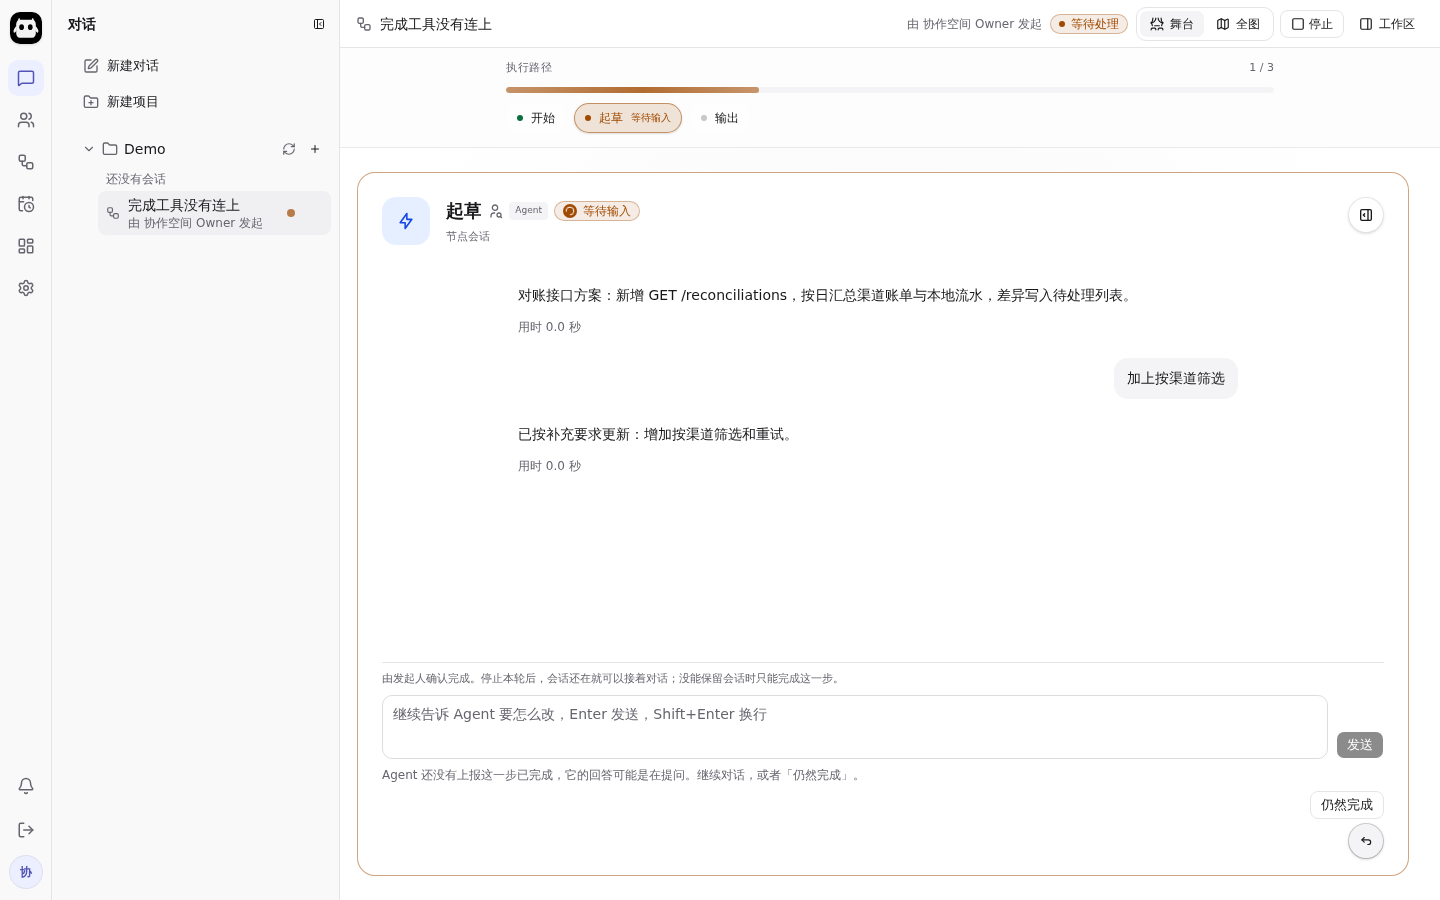 对话
新建对话
新建项目
Demo
还没有会话
完成工具没有连上
由 协作空间 Owner 发起
协
完成工具没有连上
由 协作空间 Owner 发起
等待处理
舞台
全图
停止
工作区
执行路径
1 / 3
开始
起草 等待输入
输出
起草
Agent
等待输入
节点会话
对账接口方案：新增 GET /reconciliations，按日汇总渠道账单与本地流水，差异写入待处理列表。
用时 0.0 秒
加上按渠道筛选
已按补充要求更新：增加按渠道筛选和重试。
用时 0.0 秒
由发起人确认完成。停止本轮后，会话还在就可以接着对话；没能保留会话时只能完成这一步。
继续告诉 Agent 要怎么改，Enter 发送，Shift+Enter 换行
发送
Agent 还没有上报这一步已完成，它的回答可能是在提问。继续对话，或者「仍然完成」。
仍然完成